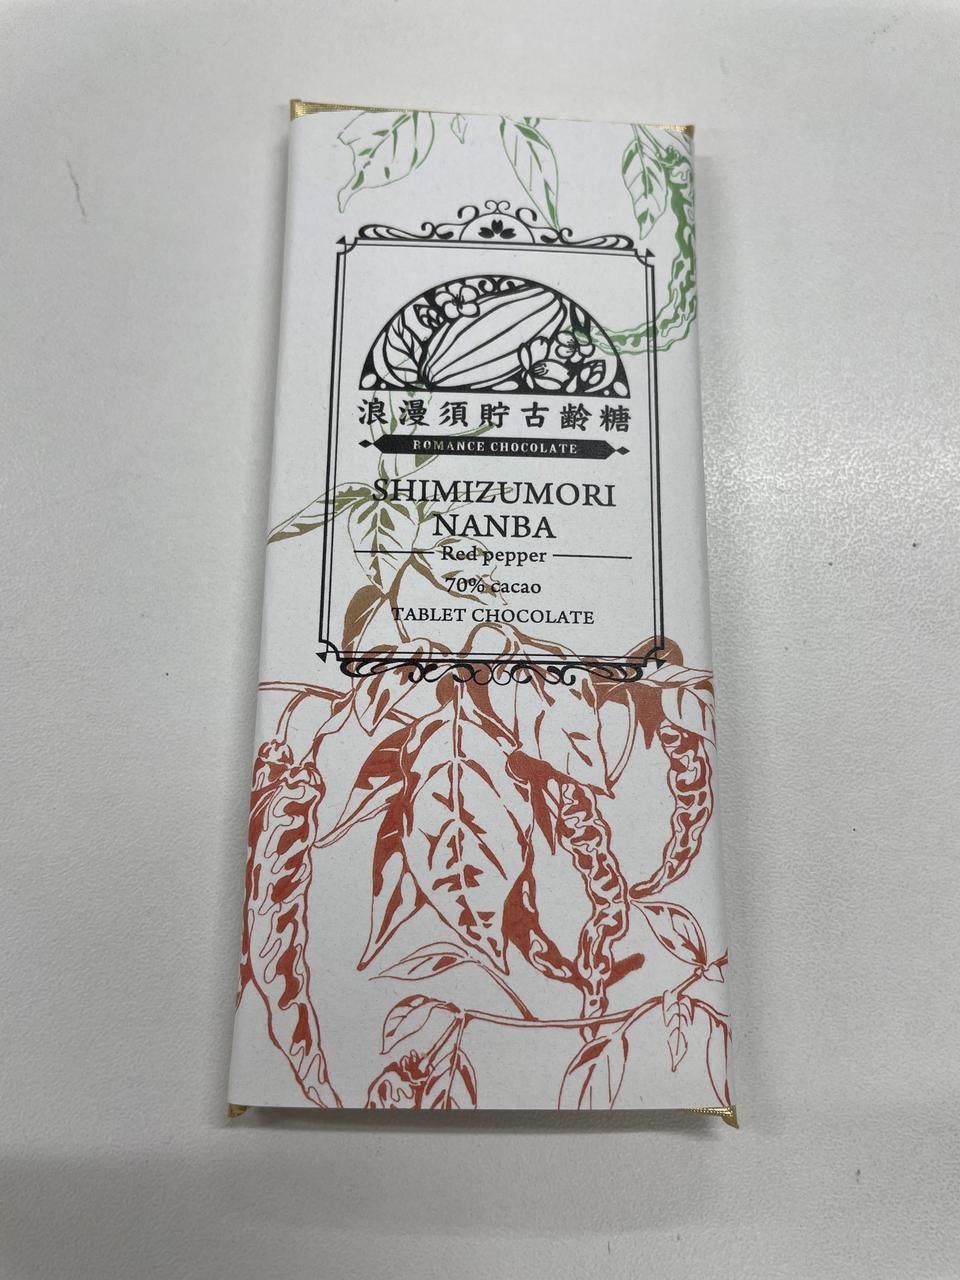 浪漫須貯古齢糖
ROMANCE CHOCOLATE
SHIMIZUMORI
NANBA
Red pepper
70% cacao
TABLET CHOCOLATE